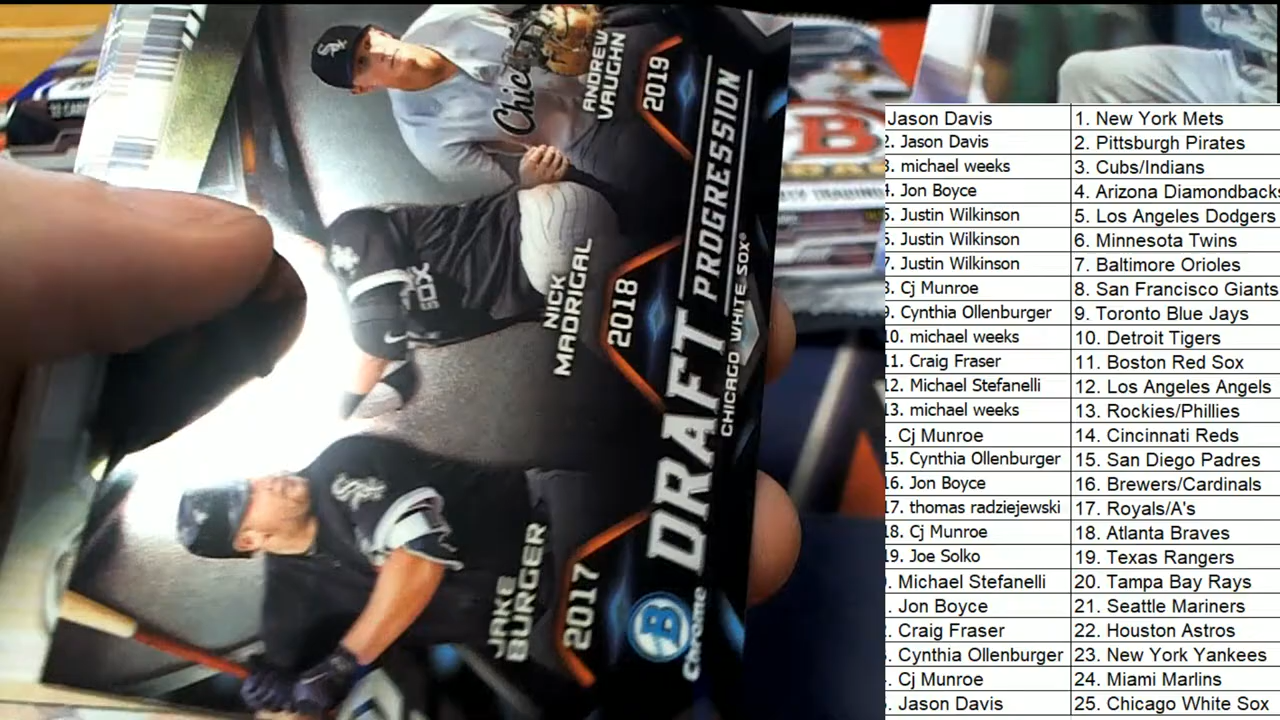 ANDREW
VAUGHN
2019
Chic
NICK
MADRIGAL
2018
JAKE
BURGER
2017
DRAFT PROGRESSION
CHICAGO WHITE SOX®
B
Chrome
Jason Davis 1. New York Mets
2. Jason Davis 2. Pittsburgh Pirates
3. michael weeks 3. Cubs/Indians
4. Jon Boyce 4. Arizona Diamondbacks
5. Justin Wilkinson 5. Los Angeles Dodgers
6. Justin Wilkinson 6. Minnesota Twins
7. Justin Wilkinson 7. Baltimore Orioles
8. Cj Munroe 8. San Francisco Giants
9. Cynthia Ollenburger 9. Toronto Blue Jays
10. michael weeks 10. Detroit Tigers
11. Craig Fraser 11. Boston Red Sox
12. Michael Stefanelli 12. Los Angeles Angels
13. michael weeks 13. Rockies/Phillies
. Cj Munroe 14. Cincinnati Reds
15. Cynthia Ollenburger 15. San Diego Padres
16. Jon Boyce 16. Brewers/Cardinals
17. thomas radziejewski 17. Royals/A's
18. Cj Munroe 18. Atlanta Braves
19. Joe Solko 19. Texas Rangers
. Michael Stefanelli 20. Tampa Bay Rays
. Jon Boyce 21. Seattle Mariners
. Craig Fraser 22. Houston Astros
. Cynthia Ollenburger 23. New York Yankees
. Cj Munroe 24. Miami Marlins
. Jason Davis 25. Chicago White Sox